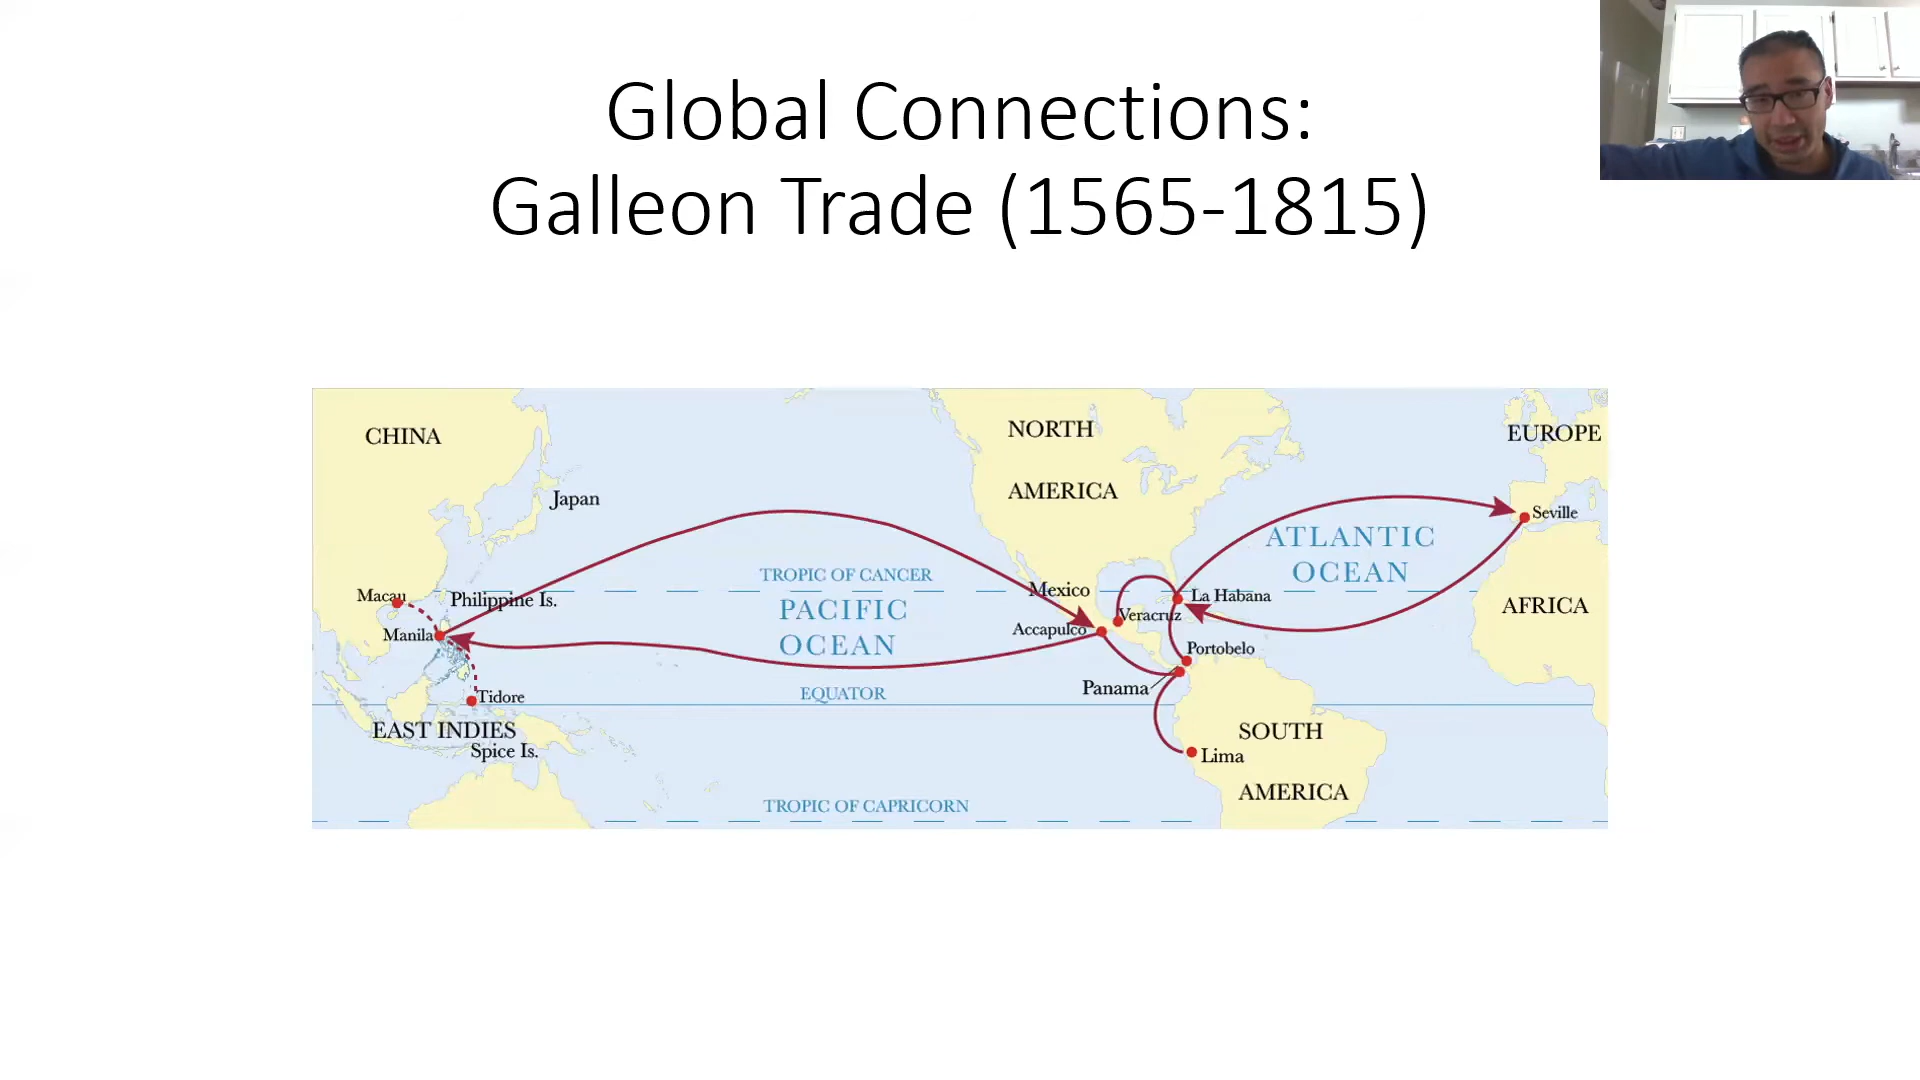 Global Connections:
Galleon Trade (1565-1815)
CHINA
NORTH
AMERICA
EUROPE
Japan
Seville
ATLANTIC
OCEAN
TROPIC OF CANCER
Macau
Philippine Is.
PACIFIC
OCEAN
Mexico
La Habana
AFRICA
Manila
Accapulco
Veracruz
Portobelo
Panama
Tidore
EQUATOR
EAST INDIES
Spice Is.
SOUTH
AMERICA
Lima
TROPIC OF CAPRICORN